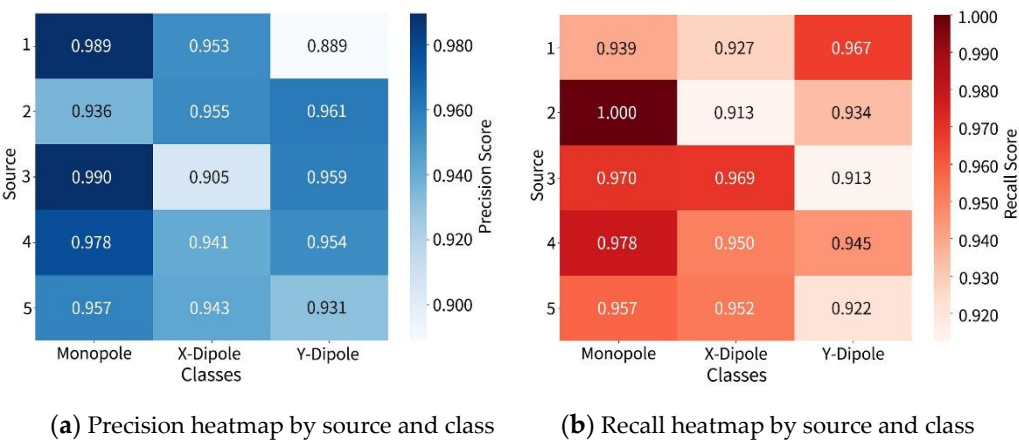 1 0.989 0.953 0.889
2 0.936 0.955 0.961
3 0.990 0.905 0.959
4 0.978 0.941 0.954
5 0.957 0.943 0.931
Source
Monopole X-Dipole Y-Dipole
Classes
0.980
0.960
0.940
0.920
0.900
Precision Score
(a) Precision heatmap by source and class
1 0.939 0.927 0.967
2 1.000 0.913 0.934
3 0.970 0.969 0.913
4 0.978 0.950 0.945
5 0.957 0.952 0.922
Source
Monopole X-Dipole Y-Dipole
Classes
1.000
0.990
0.980
0.970
0.960
0.950
0.940
0.930
0.920
Recall Score
(b) Recall heatmap by source and class